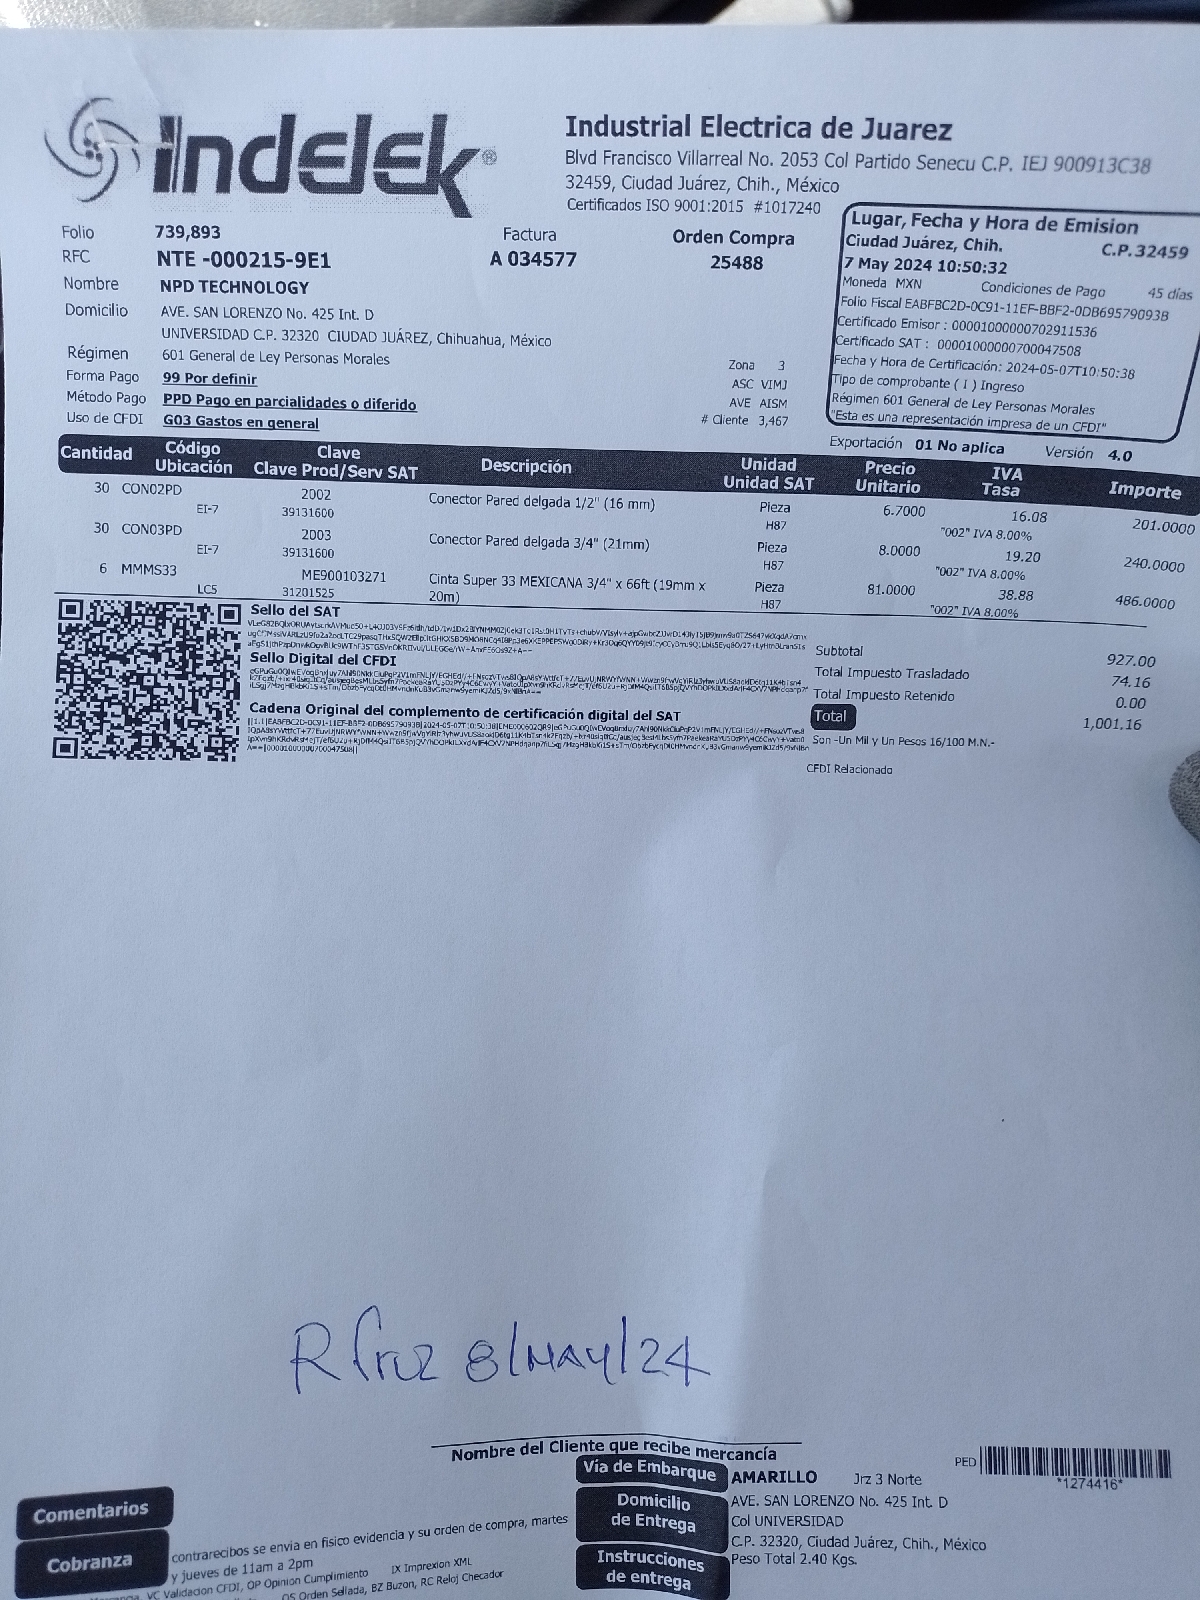 IndElEk®
Industrial Electrica de Juarez
Blvd Francisco Villarreal No. 2053 Col Partido Senecu C.P. IEJ 900913C38
32459, Ciudad Juárez, Chih., México
Certificados ISO 9001:2015 #1017240
Folio 739,893
Factura
A 034577
Orden Compra
25488
RFC NTE -000215-9E1
Nombre NPD TECHNOLOGY
Domicilio AVE. SAN LORENZO No. 425 Int. D
UNIVERSIDAD C.P. 32320 CIUDAD JUÁREZ, Chihuahua, México
Régimen 601 General de Ley Personas Morales
Forma Pago 99 Por definir
Método Pago PPD Pago en parcialidades o diferido
Uso de CFDI G03 Gastos en general
Zona 3
ASC VIMJ
AVE AISM
# Cliente 3,467
Lugar, Fecha y Hora de Emision
Ciudad Juárez, Chih. C.P.32459
7 May 2024 10:50:32
Moneda MXN Condiciones de Pago 45 días
Folio Fiscal EABFBC2D-0C91-11EF-BBF2-0DB69579093B
Certificado Emisor : 00001000000702911536
Certificado SAT : 00001000000700047508
Fecha y Hora de Certificación: 2024-05-07T10:50:38
Tipo de comprobante ( I ) Ingreso
Régimen 601 General de Ley Personas Morales
"Esta es una representación impresa de un CFDI"
Exportación 01 No aplica Versión 4.0
Cantidad Código Ubicación Clave Clave Prod/Serv SAT Descripción Unidad Unidad SAT Precio Unitario IVA Tasa Importe
30 CON02PD 2002 Conector Pared delgada 1/2" (16 mm) Pieza 6.7000 16.08 201.0000
EI-7 39131600 H87 "002" IVA 8.00%
30 CON03PD 2003 Conector Pared delgada 3/4" (21mm) Pieza 8.0000 19.20 240.0000
EI-7 39131600 H87 "002" IVA 8.00%
6 MMMS33 ME900103271 Cinta Super 33 MEXICANA 3/4" x 66ft (19mm x 20m) Pieza 81.0000 38.88 486.0000
LC5 31201525 H87 "002" IVA 8.00%
Sello del SAT
Sello Digital del CFDI
Cadena Original del complemento de certificación digital del SAT
Subtotal 927.00
Total Impuesto Trasladado 74.16
Total Impuesto Retenido 0.00
Total 1,001.16
Son -Un Mil y Un Pesos 16/100 M.N.-
CFDI Relacionado
R Cruz 8/MAY/24
Nombre del Cliente que recibe mercancía
Vía de Embarque AMARILLO Jrz 3 Norte
PED
*1274416*
Domicilio de Entrega
AVE. SAN LORENZO No. 425 Int. D
Col UNIVERSIDAD
C.P. 32320, Ciudad Juárez, Chih., México
Instrucciones de entrega
Peso Total 2.40 Kgs.
Comentarios
Cobranza
contrarecibos se envia en fisico evidencia y su orden de compra, martes
y jueves de 11am a 2pm
VC Validacion CFDI, OP Opinion Cumplimiento IX Imprexion XML
OS Orden Sellada, BZ Buzon, RC Reloj Checador